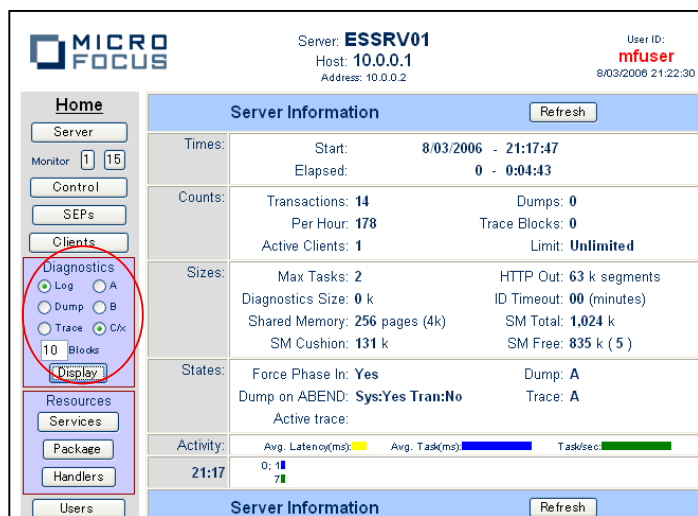 MICRO
FOCUS
Server: ESSRV01
Host: 10.0.0.1
Address: 10.0.0.2
User ID:
mfuser
8/03/2006 21:22:30
Home
Server
Monitor 1 15
Control
SEPs
Clients
Diagnostics
Log A
Dump B
Trace C/x
10 Blocks
Display
Resources
Services
Package
Handlers
Users
Server Information Refresh
Times: Start: 8/03/2006 - 21:17:47
Elapsed: 0 - 0:04:43
Counts: Transactions: 14 Dumps: 0
Per Hour: 178 Trace Blocks: 0
Active Clients: 1 Limit: Unlimited
Sizes: Max Tasks: 2 HTTP Out: 63 k segments
Diagnostics Size: 0 k ID Timeout: 00 (minutes)
Shared Memory: 256 pages (4k) SM Total: 1,024 k
SM Cushion: 131 k SM Free: 835 k ( 5 )
States: Force Phase In: Yes Dump: A
Dump on ABEND: Sys:Yes Tran:No Trace: A
Active trace:
Activity: Avg. Latency(ms): Avg. Task(ms): Task/sec:
21:17 0; 1
7
Server Information Refresh